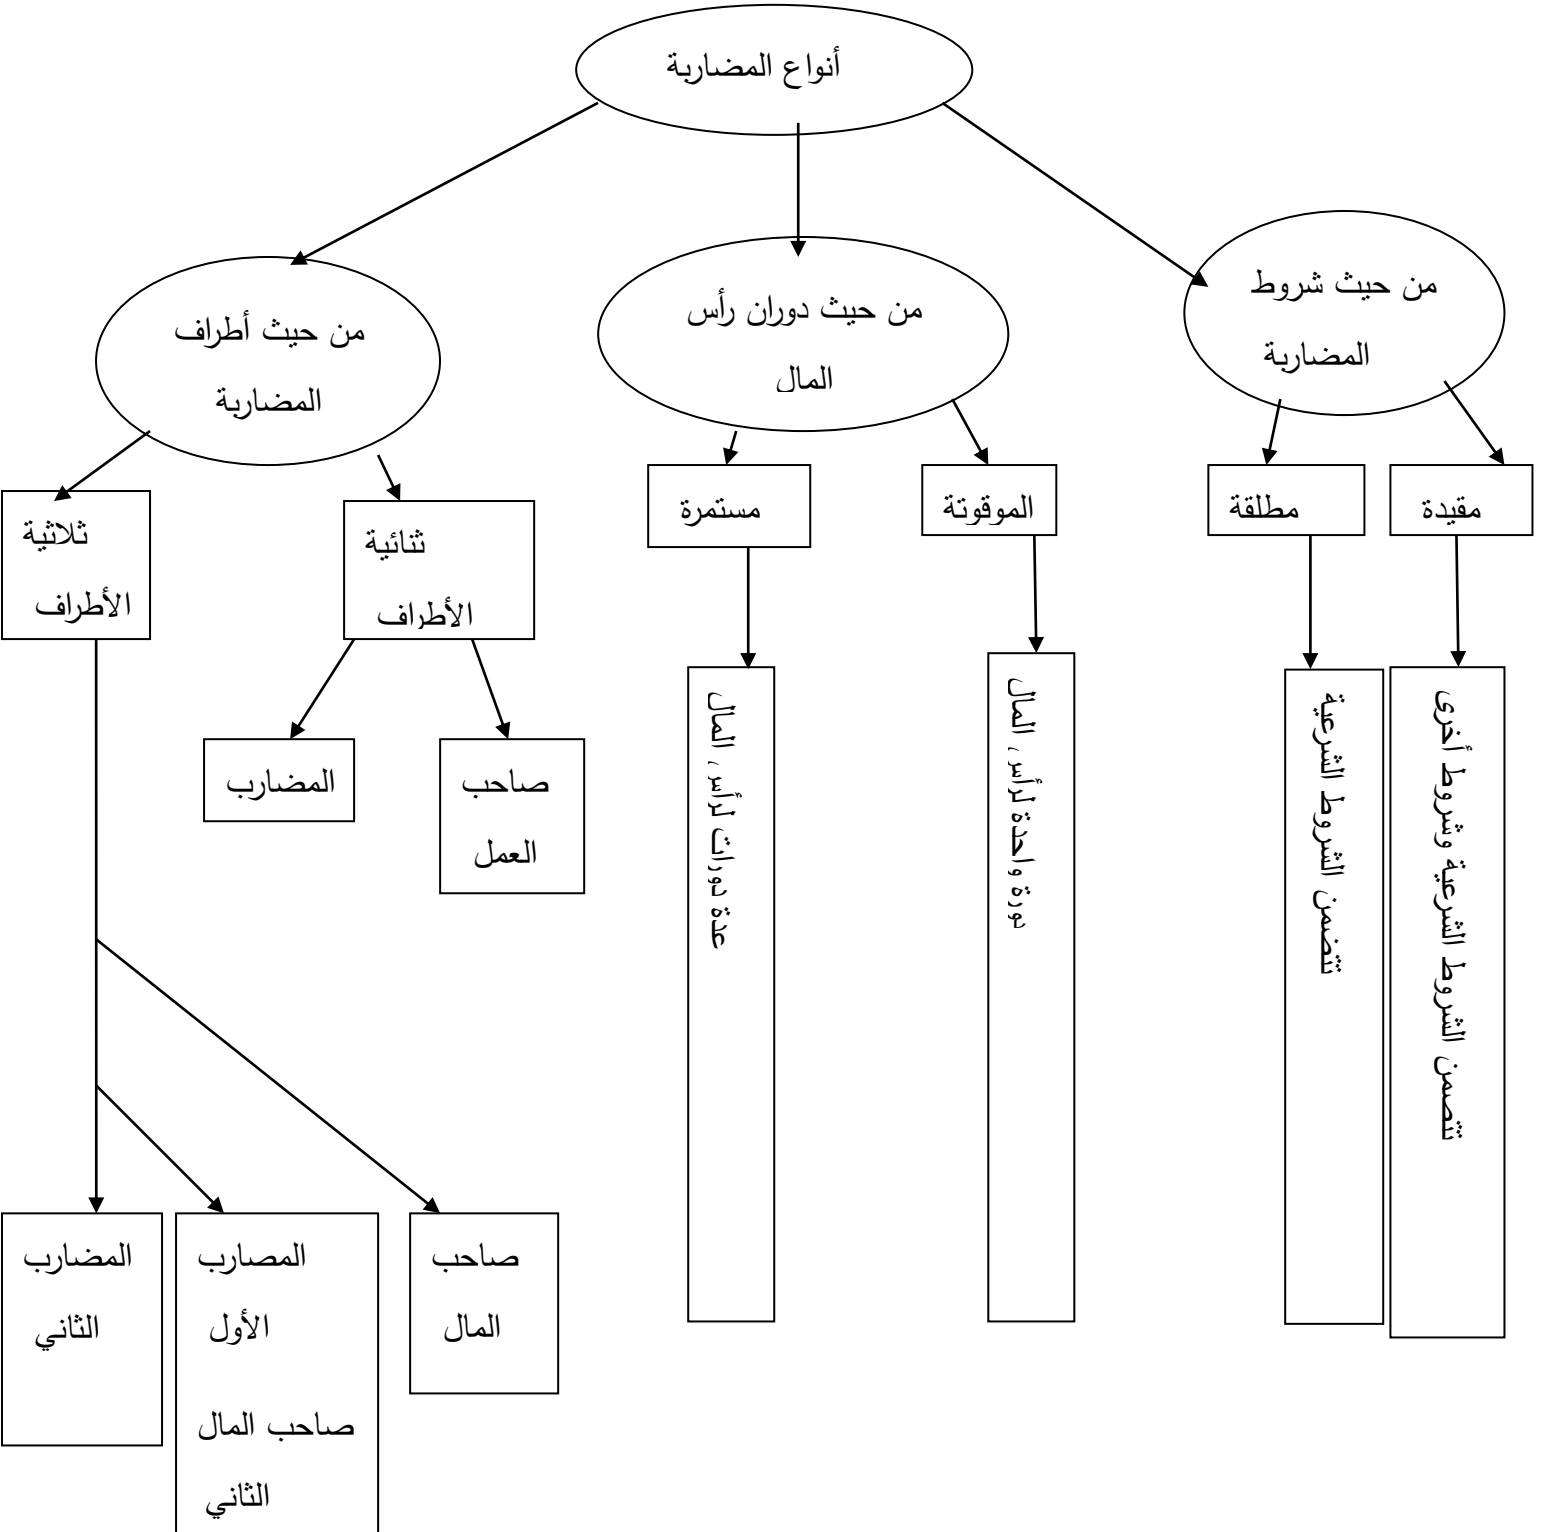 أنواع المضاربة
من حيث شروط
المضاربة
من حيث دوران رأس
المال
من حيث أطراف
المضاربة
مقيدة
مطلقة
الموقوتة
مستمرة
ثنائية
الأطراف
ثلاثية
الأطراف
تتضمن الشروط الشرعية وشروط أخرى
تتضمن الشروط الشرعية
دورة واحدة لرأس المال
عدة دورات لرأس المال
صاحب
العمل
المضارب
صاحب
المال
المصارب
الأول
صاحب المال
الثاني
المضارب
الثاني